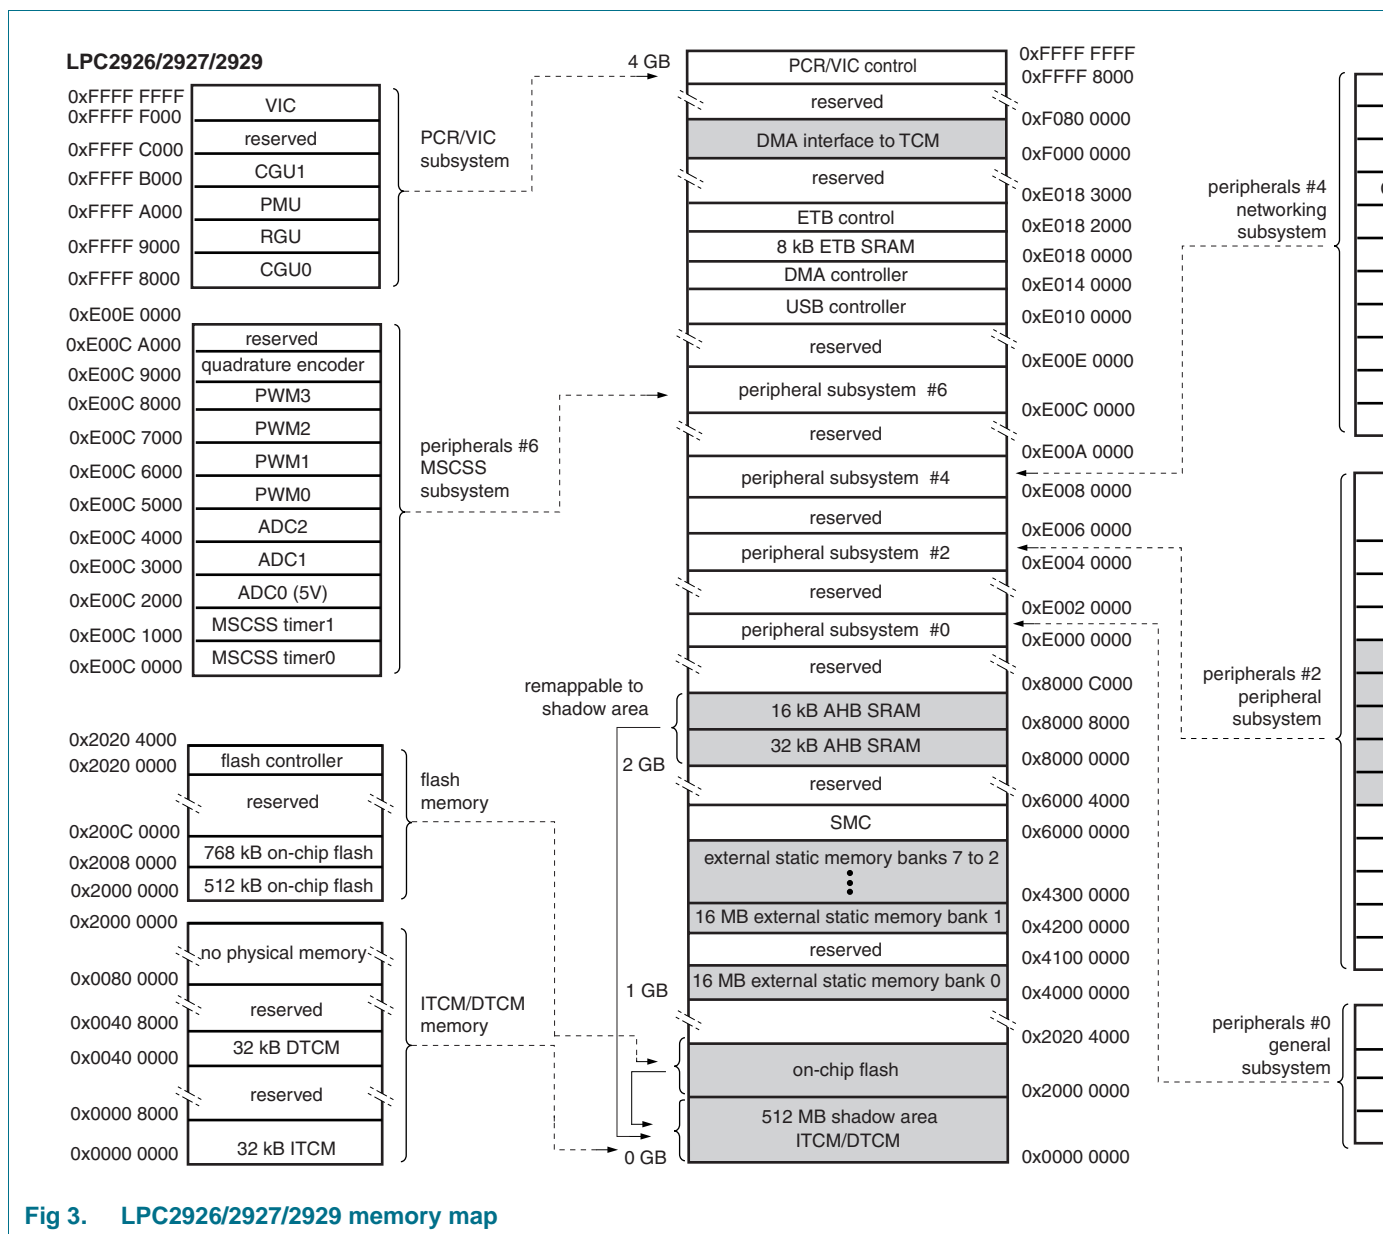 LPC2926/2927/2929
0xFFFF FFFF
VIC
0xFFFF F000
reserved
0xFFFF C000
CGU1
0xFFFF B000
PMU
0xFFFF A000
RGU
0xFFFF 9000
CGU0
0xFFFF 8000
PCR/VIC
subsystem
0xE00E 0000
reserved
0xE00C A000
quadrature encoder
0xE00C 9000
PWM3
0xE00C 8000
PWM2
0xE00C 7000
PWM1
0xE00C 6000
PWM0
0xE00C 5000
ADC2
0xE00C 4000
ADC1
0xE00C 3000
ADC0 (5V)
0xE00C 2000
MSCSS timer1
0xE00C 1000
MSCSS timer0
0xE00C 0000
peripherals #6
MSCSS
subsystem
0x2020 4000
flash controller
0x2020 0000
reserved
0x200C 0000
768 kB on-chip flash
0x2008 0000
512 kB on-chip flash
0x2000 0000
flash
memory
0x2000 0000
no physical memory
0x0080 0000
reserved
0x0040 8000
32 kB DTCM
0x0040 0000
reserved
0x0000 8000
32 kB ITCM
0x0000 0000
ITCM/DTCM
memory
4 GB
0xFFFF FFFF
PCR/VIC control
0xFFFF 8000
reserved
0xF080 0000
DMA interface to TCM
0xF000 0000
reserved
0xE018 3000
ETB control
0xE018 2000
8 kB ETB SRAM
0xE018 0000
DMA controller
0xE014 0000
USB controller
0xE010 0000
reserved
0xE00E 0000
peripheral subsystem #6
0xE00C 0000
reserved
0xE00A 0000
peripheral subsystem #4
0xE008 0000
reserved
0xE006 0000
peripheral subsystem #2
0xE004 0000
reserved
0xE002 0000
peripheral subsystem #0
0xE000 0000
reserved
0x8000 C000
remappable to
shadow area
16 kB AHB SRAM
0x8000 8000
32 kB AHB SRAM
0x8000 0000
2 GB
reserved
0x6000 4000
SMC
0x6000 0000
external static memory banks 7 to 2
0x4300 0000
16 MB external static memory bank 1
0x4200 0000
reserved
0x4100 0000
16 MB external static memory bank 0
0x4000 0000
1 GB
0x2020 4000
on-chip flash
0x2000 0000
512 MB shadow area
ITCM/DTCM
0x0000 0000
0 GB
peripherals #4
networking
subsystem
peripherals #2
peripheral
subsystem
peripherals #0
general
subsystem
Fig 3. LPC2926/2927/2929 memory map